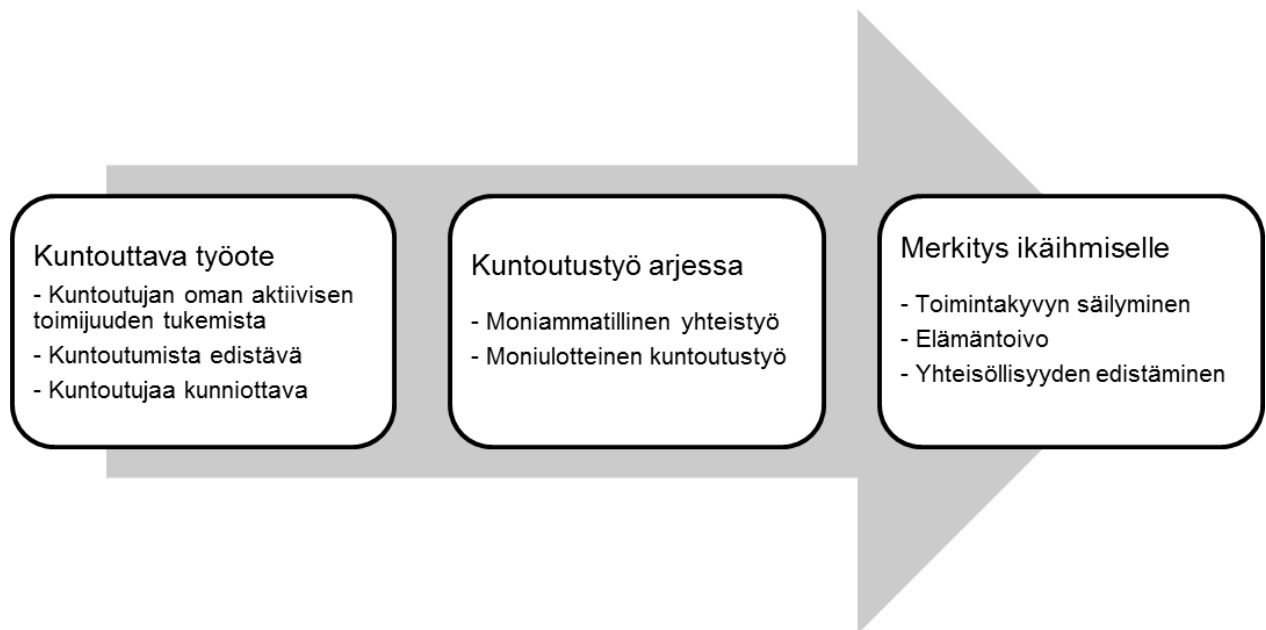 Kuntouttava työote
- Kuntoutujan oman aktiivisen
toimijuuden tukemista
- Kuntoutumista edistävä
- Kuntoutujaa kunniottava
Kuntoutustyö arjessa
- Moniammatillinen yhteistyö
- Moniulotteinen kuntoutustyö
Merkitys ikäihmiselle
- Toimintakyvyn säilyminen
- Elämäntoivo
- Yhteisöllisyyden edistäminen